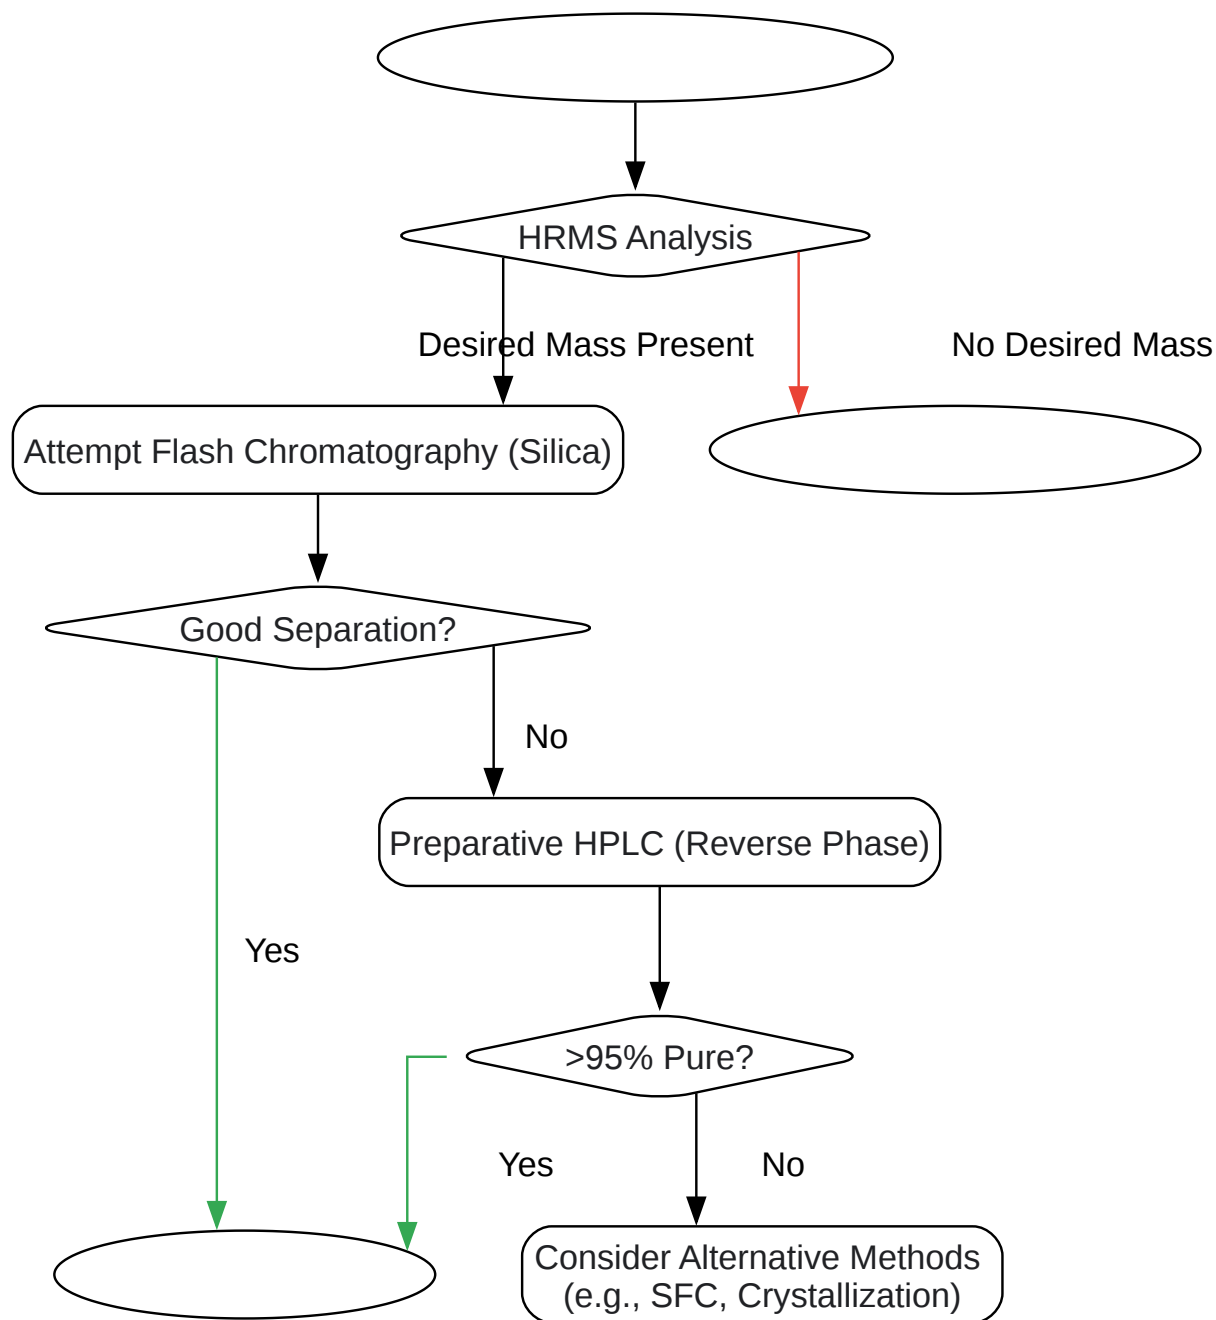 HRMS Analysis
Desired Mass Present
No Desired Mass
Attempt Flash Chromatography (Silica)
Good Separation?
No
Preparative HPLC (Reverse Phase)
Yes
>95% Pure?
Yes
No
Consider Alternative Methods
(e.g., SFC, Crystallization)